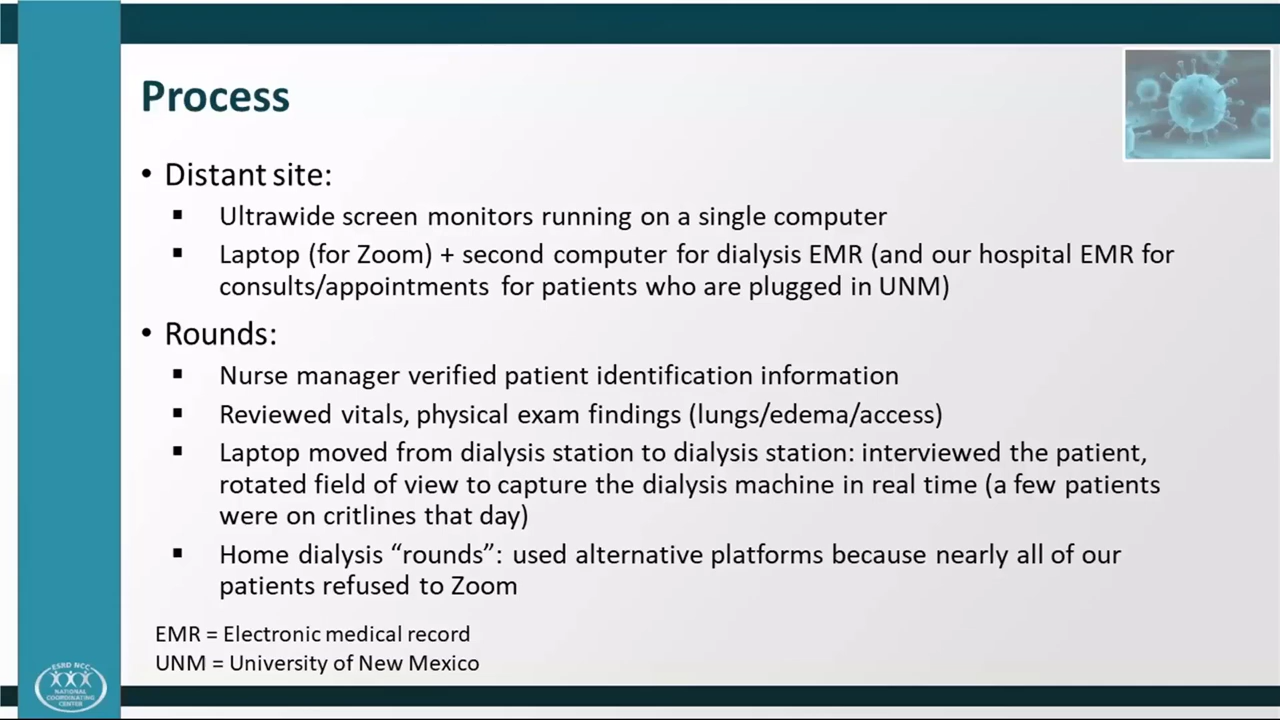 Process
• Distant site:
▪ Ultrawide screen monitors running on a single computer
▪ Laptop (for Zoom) + second computer for dialysis EMR (and our hospital EMR for
consults/appointments for patients who are plugged in UNM)
• Rounds:
▪ Nurse manager verified patient identification information
▪ Reviewed vitals, physical exam findings (lungs/edema/access)
▪ Laptop moved from dialysis station to dialysis station: interviewed the patient,
rotated field of view to capture the dialysis machine in real time (a few patients
were on critlines that day)
▪ Home dialysis “rounds”: used alternative platforms because nearly all of our
patients refused to Zoom
EMR = Electronic medical record
UNM = University of New Mexico
ESRD NCC
NATIONAL
COORDINATING
CENTER